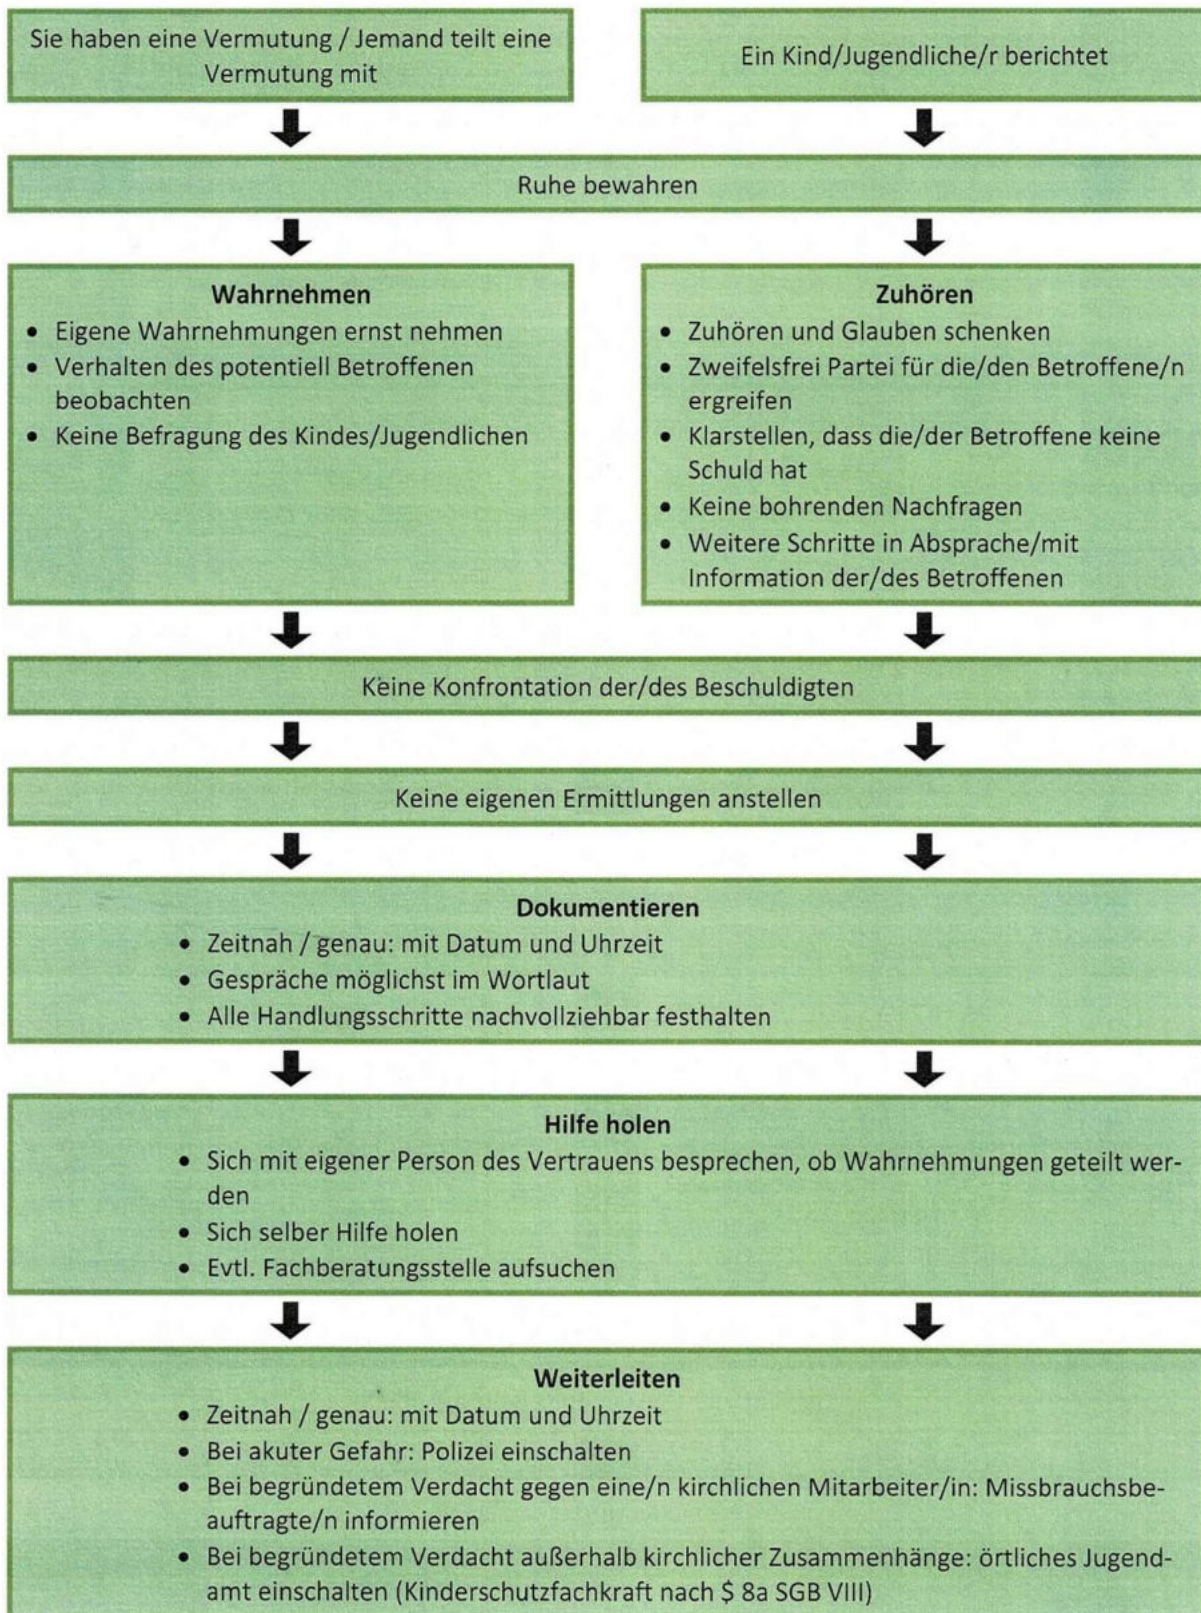 Sie haben eine Vermutung / Jemand teilt eine
Vermutung mit
Ein Kind/Jugendliche/r berichtet
Ruhe bewahren
Wahrnehmen
• Eigene Wahrnehmungen ernst nehmen
• Verhalten des potentiell Betroffenen
beobachten
• Keine Befragung des Kindes/Jugendlichen
Zuhören
• Zuhören und Glauben schenken
• Zweifelsfrei Partei für die/den Betroffene/n
ergreifen
• Klarstellen, dass die/der Betroffene keine
Schuld hat
• Keine bohrenden Nachfragen
• Weitere Schritte in Absprache/mit
Information der/des Betroffenen
Keine Konfrontation der/des Beschuldigten
Keine eigenen Ermittlungen anstellen
Dokumentieren
• Zeitnah / genau: mit Datum und Uhrzeit
• Gespräche möglichst im Wortlaut
• Alle Handlungsschritte nachvollziehbar festhalten
Hilfe holen
• Sich mit eigener Person des Vertrauens besprechen, ob Wahrnehmungen geteilt wer-
den
• Sich selber Hilfe holen
• Evtl. Fachberatungsstelle aufsuchen
Weiterleiten
• Zeitnah / genau: mit Datum und Uhrzeit
• Bei akuter Gefahr: Polizei einschalten
• Bei begründetem Verdacht gegen eine/n kirchlichen Mitarbeiter/in: Missbrauchsbe-
auftragte/n informieren
• Bei begründetem Verdacht außerhalb kirchlicher Zusammenhänge: örtliches Jugend-
amt einschalten (Kinderschutzfachkraft nach $ 8a SGB VIII)